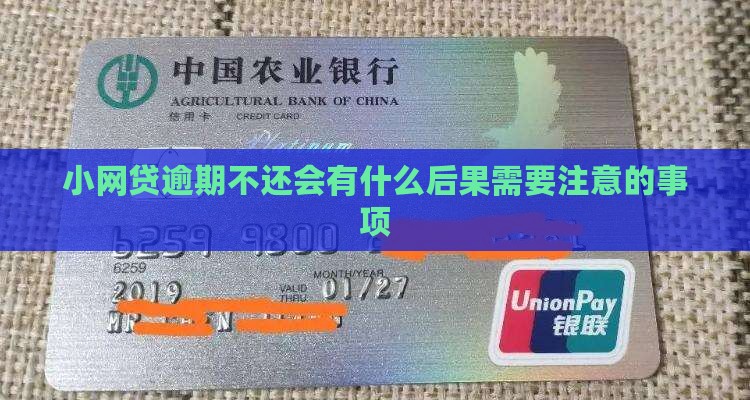 中国农业银行
AGRICULTURAL BANK OF CHINA
信用卡 CREDIT CARD
Platinum
小网贷逾期不还会有什么后果需要注意的事
项
6259 9800
6259
MONTH/YEAR
2019 VALID THRU 01/27
UnionPay
银联